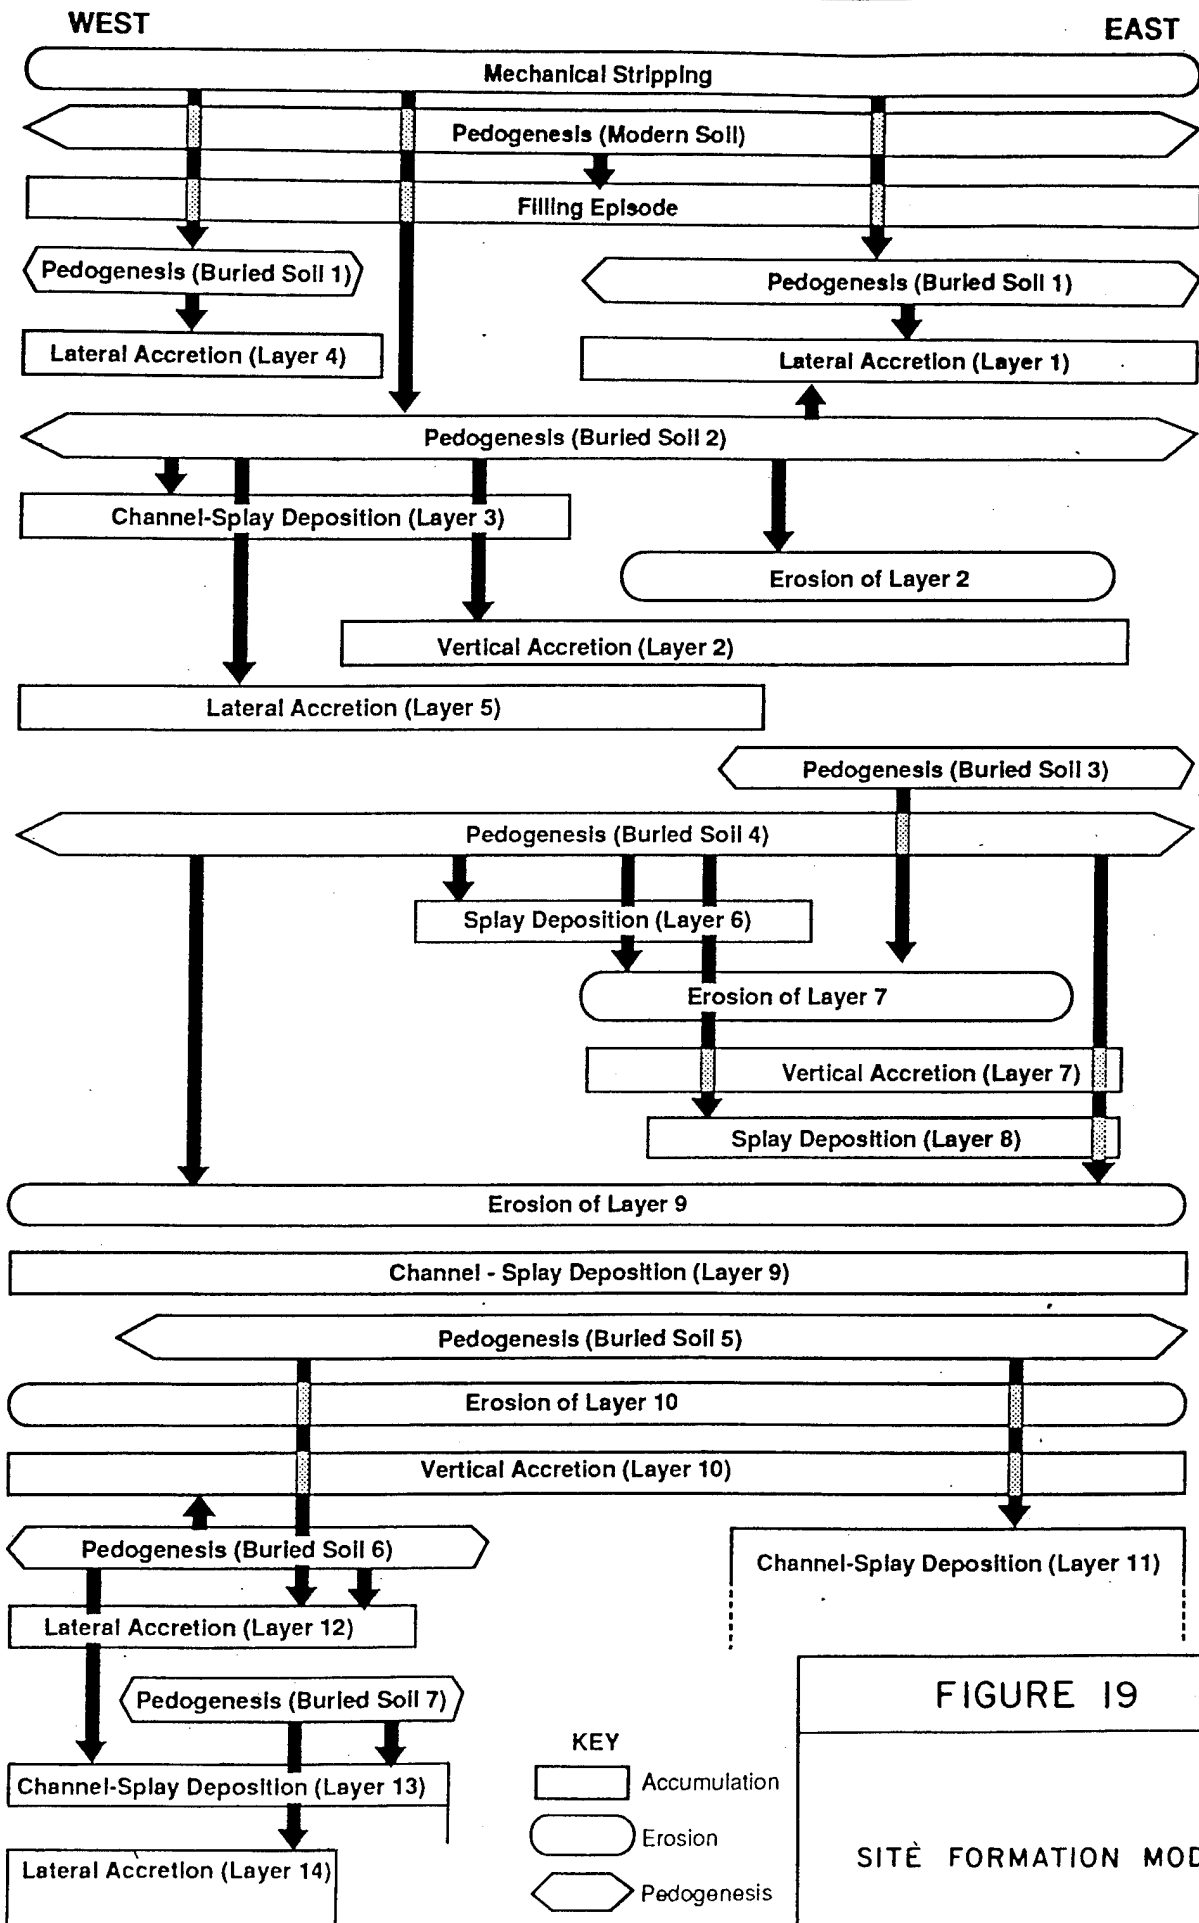 WEST
EAST
Mechanical Stripping
Pedogenesis (Modern Soil)
Filling Episode
Pedogenesis (Buried Soil 1)
Pedogenesis (Buried Soil 1)
Lateral Accretion (Layer 4)
Lateral Accretion (Layer 1)
Pedogenesis (Buried Soil 2)
Channel-Splay Deposition (Layer 3)
Erosion of Layer 2
Vertical Accretion (Layer 2)
Lateral Accretion (Layer 5)
Pedogenesis (Buried Soil 3)
Pedogenesis (Buried Soil 4)
Splay Deposition (Layer 6)
Erosion of Layer 7
Vertical Accretion (Layer 7)
Splay Deposition (Layer 8)
Erosion of Layer 9
Channel - Splay Deposition (Layer 9)
Pedogenesis (Buried Soil 5)
Erosion of Layer 10
Vertical Accretion (Layer 10)
Pedogenesis (Buried Soil 6)
Channel-Splay Deposition (Layer 11)
Lateral Accretion (Layer 12)
Pedogenesis (Buried Soil 7)
Channel-Splay Deposition (Layer 13)
Lateral Accretion (Layer 14)
KEY
Accumulation
Erosion
Pedogenesis
FIGURE 19
SITE FORMATION MOD